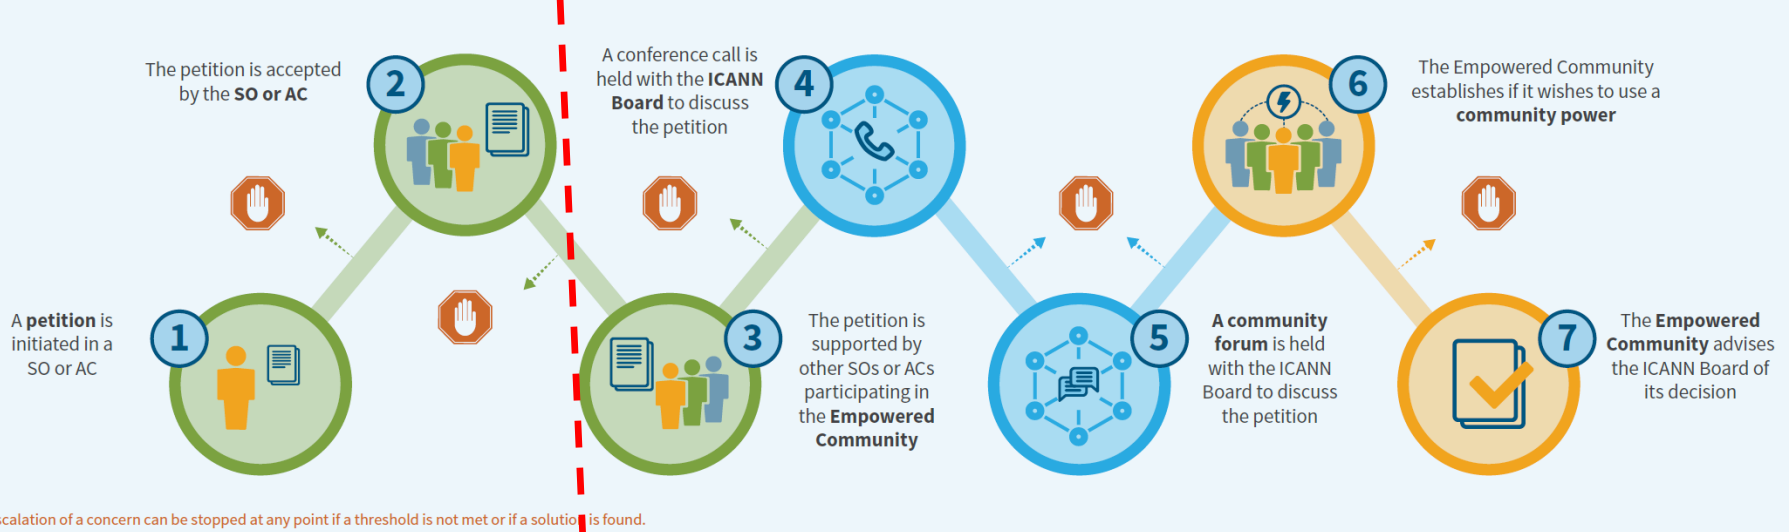 1
A petition is
initiated in a
SO or AC
2
The petition is accepted
by the SO or AC
3
The petition is
supported by
other SOs or ACs
participating in
the Empowered
Community
4
A conference call is
held with the ICANN
Board to discuss
the petition
5
A community
forum is held
with the ICANN
Board to discuss
the petition
6
The Empowered Community
establishes if it wishes to use a
community power
7
The Empowered
Community advises
the ICANN Board of
its decision
scalation of a concern can be stopped at any point if a threshold is not met or if a solution is found.